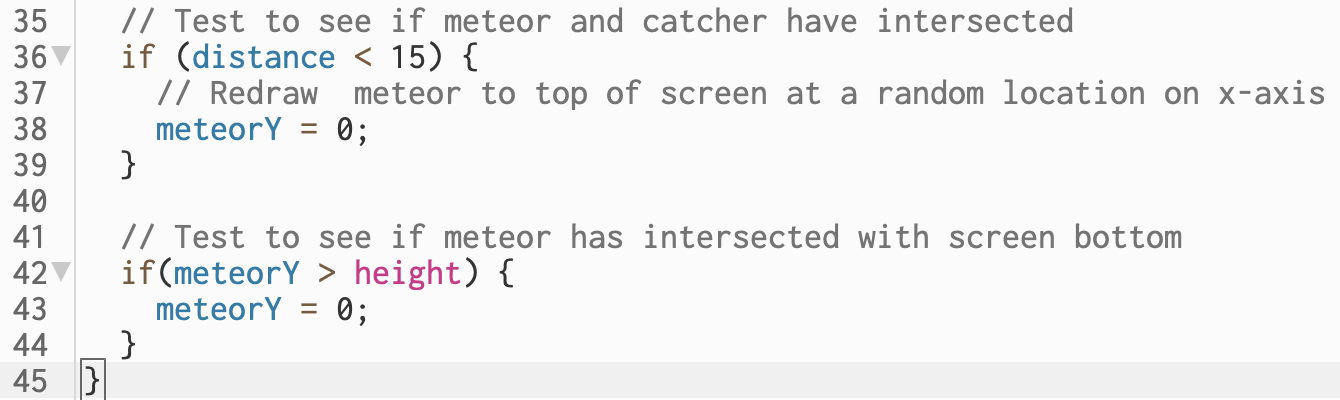 35 // Test to see if meteor and catcher have intersected
36 if (distance < 15) {
37 // Redraw  meteor to top of screen at a random location on x-axis
38 meteorY = 0;
39 }
40
41 // Test to see if meteor has intersected with screen bottom
42 if(meteorY > height) {
43 meteorY = 0;
44 }
45 }